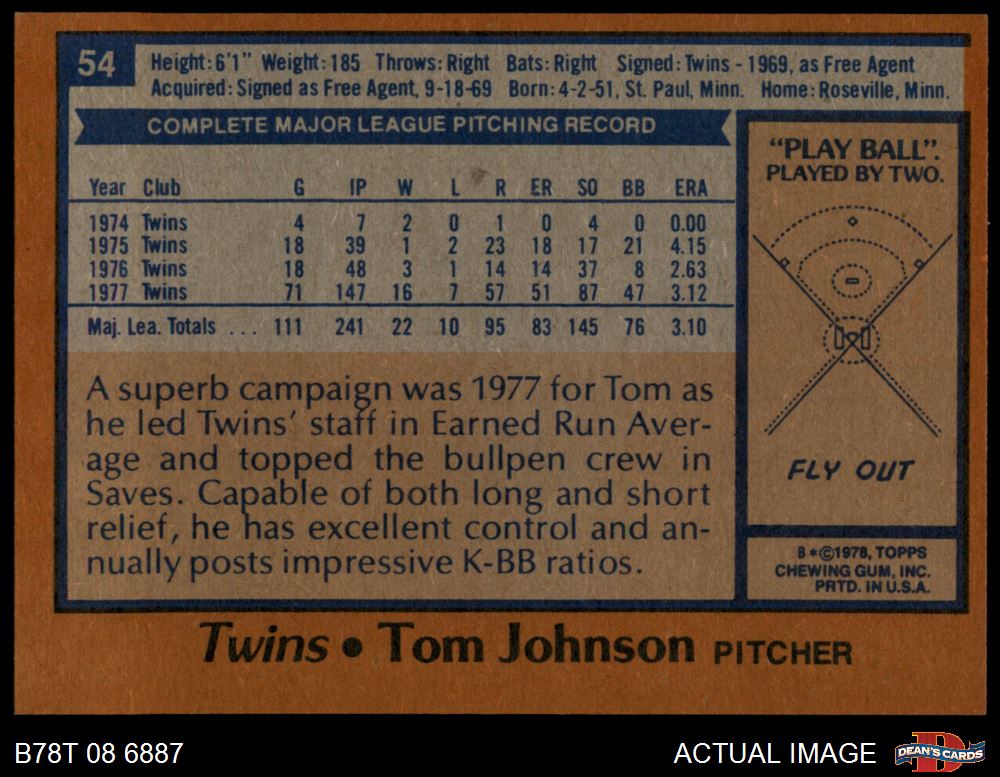 54
Height:6'1" Weight:185 Throws:Right Bats:Right Signed:Twins - 1969, as Free Agent
Acquired:Signed as Free Agent, 9-18-69 Born:4-2-51, St. Paul, Minn. Home:Roseville, Minn.
COMPLETE MAJOR LEAGUE PITCHING RECORD
Year Club G IP W L R ER SO BB ERA
1974 Twins 4 7 2 0 1 0 4 0 0.00
1975 Twins 18 39 1 2 23 18 17 21 4.15
1976 Twins 18 48 3 1 14 14 37 8 2.63
1977 Twins 71 147 16 7 57 51 87 47 3.12
Maj. Lea. Totals ... 111 241 22 10 95 83 145 76 3.10
A superb campaign was 1977 for Tom as
he led Twins' staff in Earned Run Aver-
age and topped the bullpen crew in
Saves. Capable of both long and short
relief, he has excellent control and an-
nually posts impressive K-BB ratios.
"PLAY BALL".
PLAYED BY TWO.
FLY OUT
B*©1978, TOPPS
CHEWING GUM, INC.
PRTD. IN U.S.A.
Twins • Tom Johnson PITCHER
B78T 08 6887
ACTUAL IMAGE
D
DEAN'S CARDS